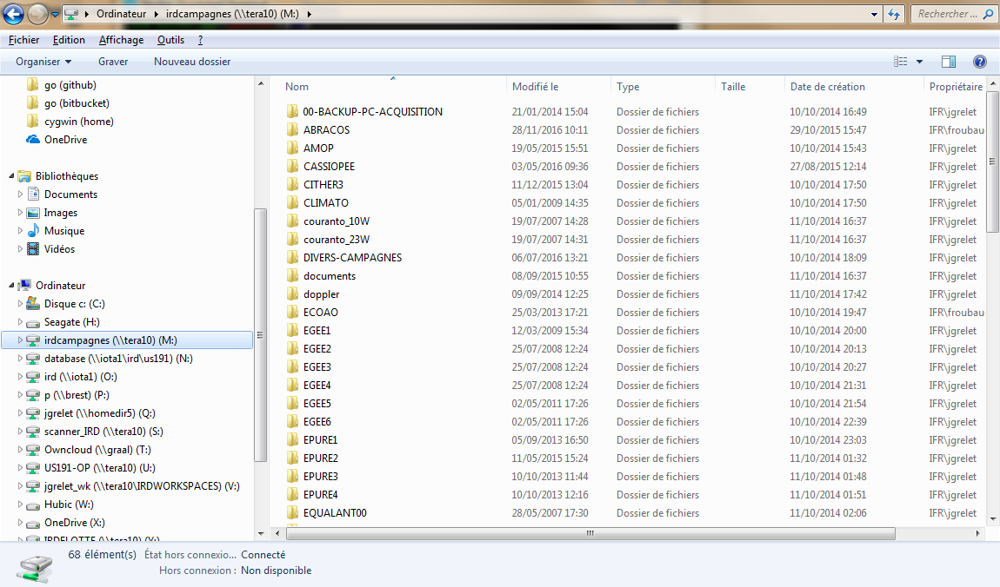 Ordinateur irdcampagnes (\\tera10) (M:) Rechercher ...
Fichier Edition Affichage Outils ?
Organiser Graver Nouveau dossier
go (github)
go (bitbucket)
cygwin (home)
OneDrive
Bibliothèques
Documents
Images
Musique
Vidéos
Ordinateur
Disque c: (C:)
Seagate (H:)
irdcampagnes (\\tera10) (M:)
database (\\iota1\ird\us191) (N:)
ird (\\iota1) (O:)
p (\\brest) (P:)
jgrelet (\\homedir5) (Q:)
scanner_IRD (\\tera10) (S:)
Owncloud (\\graal) (T:)
US191-OP (\\tera10) (U:)
jgrelet_wk (\\tera10\IRDWORKSPACES) (V:)
Hubic (W:)
OneDrive (X:)
IRDFLOTTE (\\tera10) (Y:)
Nom Modifié le Type Taille Date de création Propriétaire
00-BACKUP-PC-ACQUISITION 21/01/2014 15:04 Dossier de fichiers 10/10/2014 16:49 IFR\jgrelet
ABRACOS 28/11/2016 10:11 Dossier de fichiers 29/10/2015 15:47 IFR\froubau
AMOP 19/05/2015 15:51 Dossier de fichiers 10/10/2014 15:43 IFR\jgrelet
CASSIOPEE 03/05/2016 09:36 Dossier de fichiers 27/08/2015 12:14 IFR\jgrelet
CITHER3 11/12/2015 13:04 Dossier de fichiers 10/10/2014 17:50 IFR\jgrelet
CLIMATO 05/01/2009 14:35 Dossier de fichiers 10/10/2014 17:50 IFR\jgrelet
couranto_10W 19/07/2007 14:28 Dossier de fichiers 11/10/2014 16:37 IFR\jgrelet
couranto_23W 19/07/2007 14:31 Dossier de fichiers 11/10/2014 16:37 IFR\jgrelet
DIVERS-CAMPAGNES 06/07/2016 13:21 Dossier de fichiers 10/10/2014 18:09 IFR\jgrelet
documents 08/09/2015 10:55 Dossier de fichiers 11/10/2014 16:37 IFR\jgrelet
doppler 09/09/2014 12:25 Dossier de fichiers 11/10/2014 17:42 IFR\jgrelet
ECOAO 25/03/2013 17:21 Dossier de fichiers 10/10/2014 19:47 IFR\froubau
EGEE1 12/03/2009 15:34 Dossier de fichiers 10/10/2014 20:00 IFR\jgrelet
EGEE2 25/07/2008 12:24 Dossier de fichiers 10/10/2014 20:13 IFR\jgrelet
EGEE3 25/07/2008 12:24 Dossier de fichiers 10/10/2014 20:27 IFR\jgrelet
EGEE4 25/07/2008 12:24 Dossier de fichiers 10/10/2014 21:31 IFR\jgrelet
EGEE5 02/05/2011 17:26 Dossier de fichiers 10/10/2014 21:54 IFR\jgrelet
EGEE6 02/05/2011 17:26 Dossier de fichiers 10/10/2014 22:39 IFR\jgrelet
EPURE1 05/09/2013 16:50 Dossier de fichiers 10/10/2014 23:03 IFR\jgrelet
EPURE2 11/05/2015 15:24 Dossier de fichiers 11/10/2014 01:32 IFR\jgrelet
EPURE3 10/10/2013 11:44 Dossier de fichiers 11/10/2014 01:48 IFR\jgrelet
EPURE4 10/10/2013 12:16 Dossier de fichiers 11/10/2014 01:51 IFR\jgrelet
EQUALANT00 28/05/2007 17:30 Dossier de fichiers 11/10/2014 02:06 IFR\jgrelet
68 élément(s) État hors connexio... Connecté
Hors connexion : Non disponible